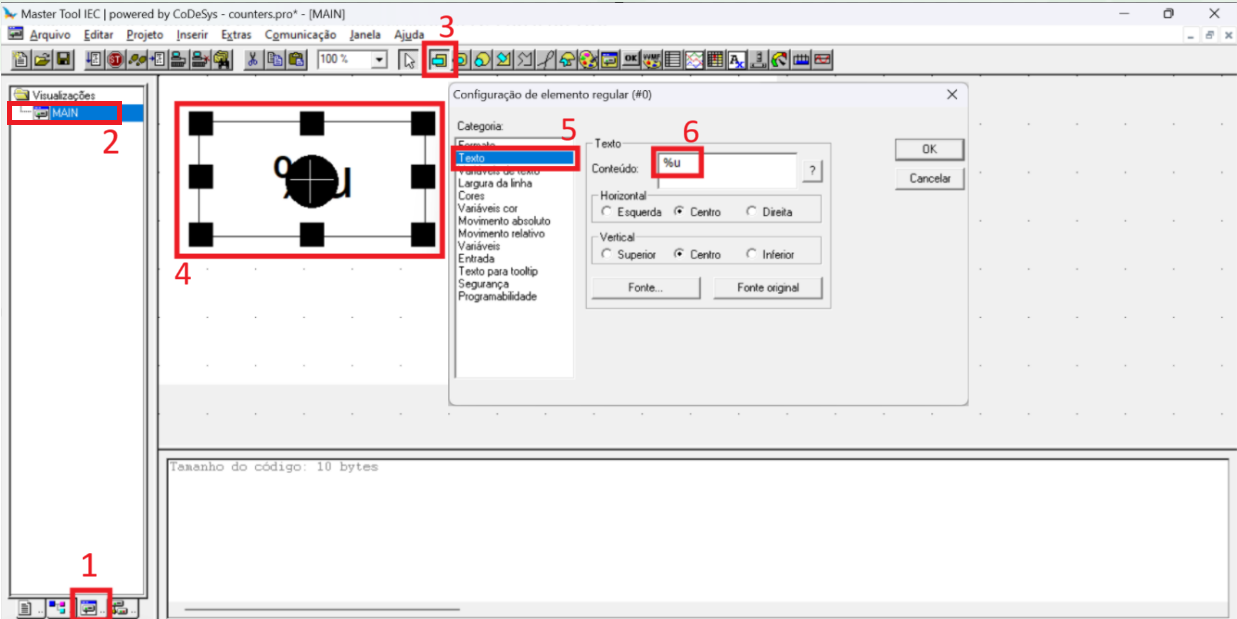 Master Tool IEC | powered by CoDeSys - counters.pro* - [MAIN]
Arquivo Editar Projeto Inserir Extras Comunicação Janela Ajuda
3
100 %
OK
Visualizações
MAIN
2
%u
4
Configuração de elemento regular (#0)
Categoria:
5
Formato
Texto
Variáveis de texto
Largura da linha
Cores
Variáveis cor
Movimento absoluto
Movimento relativo
Variáveis
Entrada
Texto para tooltip
Segurança
Programabilidade
6
Texto
Conteúdo:
%u
?
Horizontal
Esquerda Centro Direita
Vertical
Superior Centro Inferior
Fonte... Fonte original
OK
Cancelar
Tamanho do código: 10 bytes
1